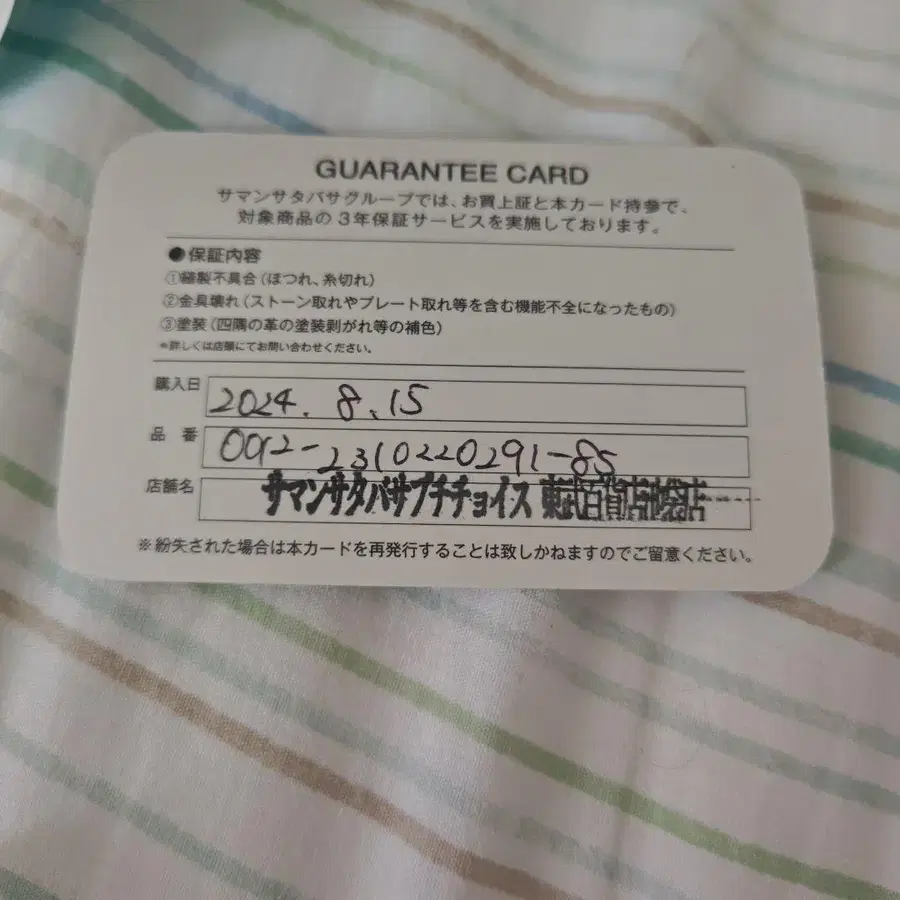 GUARANTEE CARD
サマンサタバサグループでは、お買上証と本カード持参で、
対象商品の3年保証サービスを実施しております。
●保証内容
①縫製不具合(ほつれ、糸切れ)
②金具壊れ(ストーン取れやプレート取れ等を含む機能不全になったもの)
③塗装(四隅の革の塗装剥がれ等の補色)
※詳しくは店頭にてお問い合わせください。
購入日 2024.8.15
品番 0012-2310220291-85
店舗名 サマンサタバサプチチョイス 東武百貨店池袋店
※紛失された場合は本カードを再発行することは致しかねますのでご留意ください。